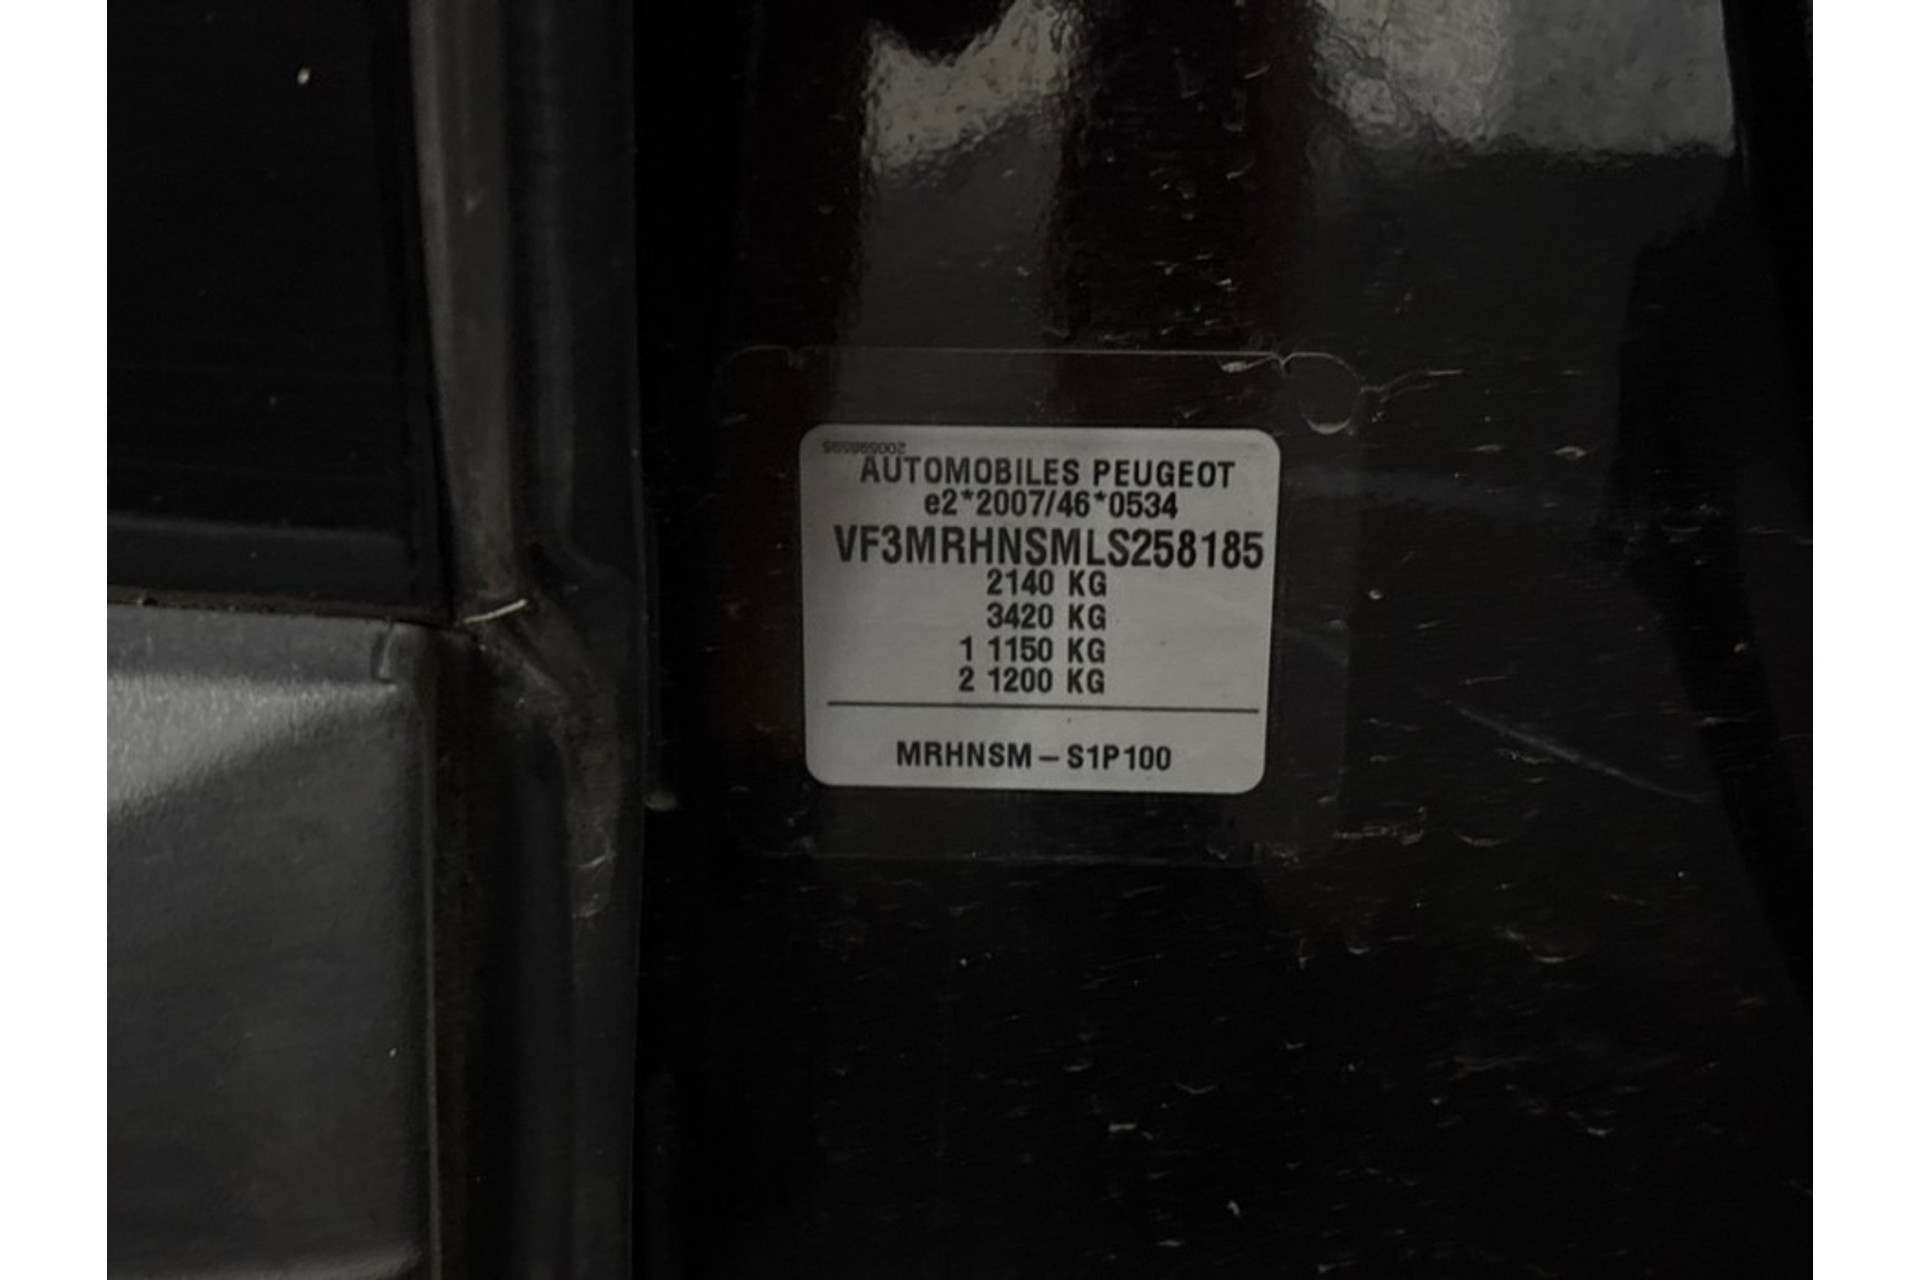 AUTOMOBILES PEUGEOT
e2*2007/46*0534
VF3MRHNSMLS258185
2140 KG
3420 KG
1 1150 KG
2 1200 KG
MRHNSM – S1P100